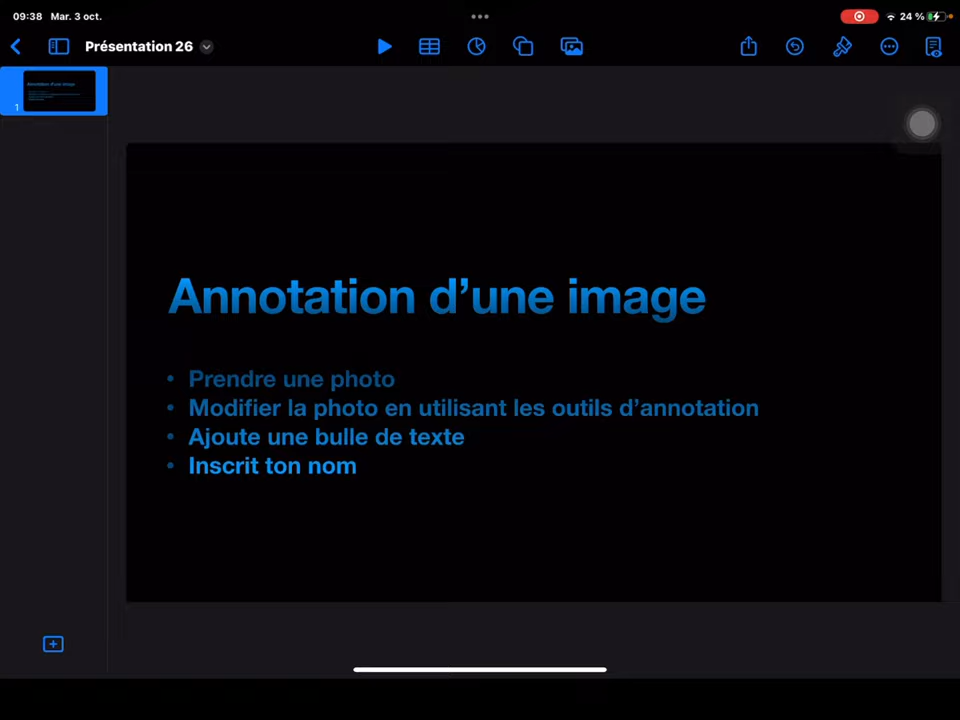 09:38 Mar. 3 oct.
24 %
Présentation 26
1
Annotation d’une image
• Prendre une photo
• Modifier la photo en utilisant les outils d’annotation
• Ajoute une bulle de texte
• Inscrit ton nom